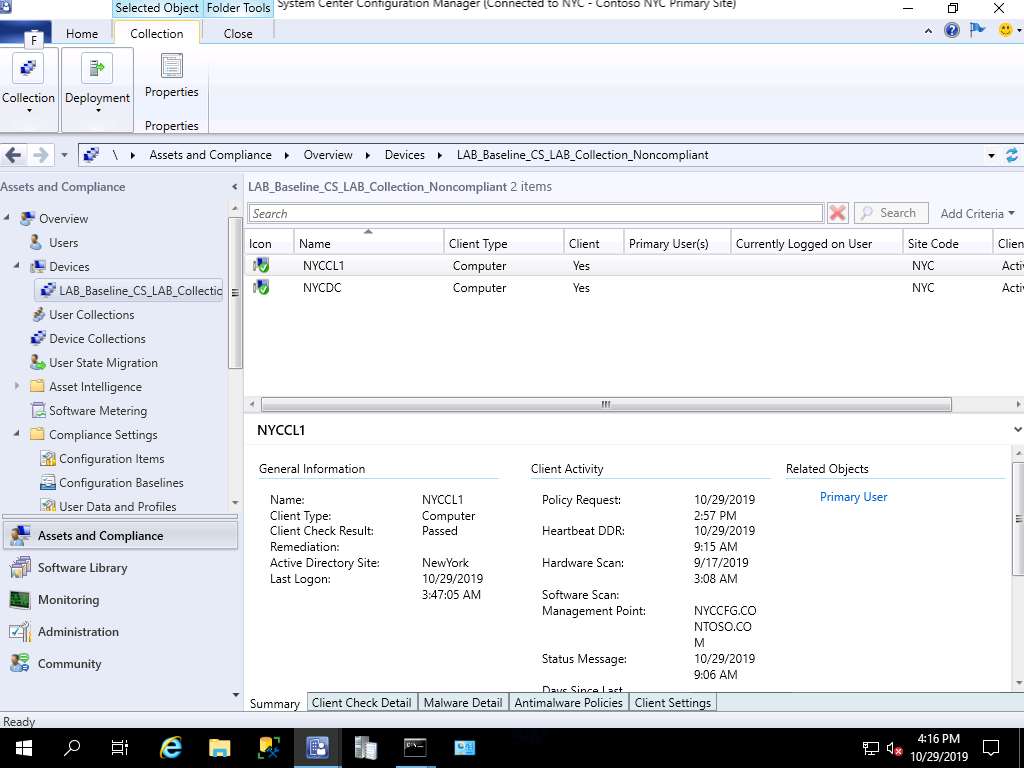 Selected Object Folder Tools System Center Configuration Manager (Connected to NYC - Contoso NYC Primary Site)
F Home Collection Close
Collection Deployment Properties
Properties
\ Assets and Compliance Overview Devices LAB_Baseline_CS_LAB_Collection_Noncompliant
Assets and Compliance
Overview
Users
Devices
LAB_Baseline_CS_LAB_Collectio
User Collections
Device Collections
User State Migration
Asset Intelligence
Software Metering
Compliance Settings
Configuration Items
Configuration Baselines
User Data and Profiles
Assets and Compliance
Software Library
Monitoring
Administration
Community
LAB_Baseline_CS_LAB_Collection_Noncompliant 2 items
Search Search Add Criteria
Icon Name Client Type Client Primary User(s) Currently Logged on User Site Code Clien
NYCCL1 Computer Yes NYC Acti
NYCDC Computer Yes NYC Acti
NYCCL1
General Information
Name: NYCCL1
Client Type: Computer
Client Check Result: Passed
Remediation:
Active Directory Site: NewYork
Last Logon: 10/29/2019
3:47:05 AM
Client Activity
Policy Request: 10/29/2019
2:57 PM
Heartbeat DDR: 10/29/2019
9:15 AM
Hardware Scan: 9/17/2019
3:08 AM
Software Scan:
Management Point: NYCCFG.CO
NTOSO.CO
M
Status Message: 10/29/2019
9:06 AM
Days Since Last
Related Objects
Primary User
Summary Client Check Detail Malware Detail Antimalware Policies Client Settings
Ready
4:16 PM
10/29/2019